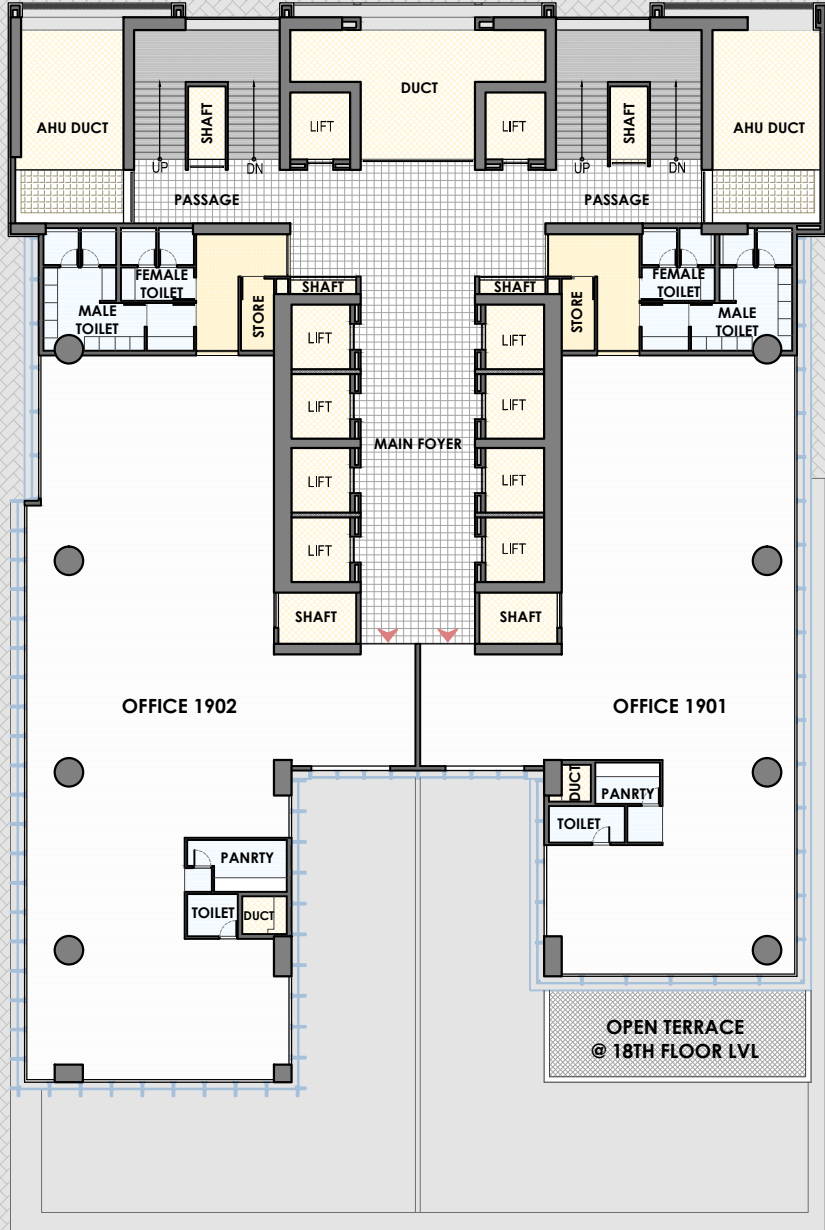 DUCT
AHU DUCT
SHAFT
LIFT
LIFT
SHAFT
AHU DUCT
UP
DN
UP
DN
PASSAGE
PASSAGE
FEMALE
TOILET
SHAFT
SHAFT
FEMALE
TOILET
MALE
TOILET
STORE
STORE
MALE
TOILET
LIFT
LIFT
LIFT
LIFT
MAIN FOYER
LIFT
LIFT
LIFT
LIFT
SHAFT
SHAFT
OFFICE 1902
OFFICE 1901
DUCT
PANRTY
TOILET
PANRTY
TOILET
DUCT
OPEN TERRACE
@ 18TH FLOOR LVL